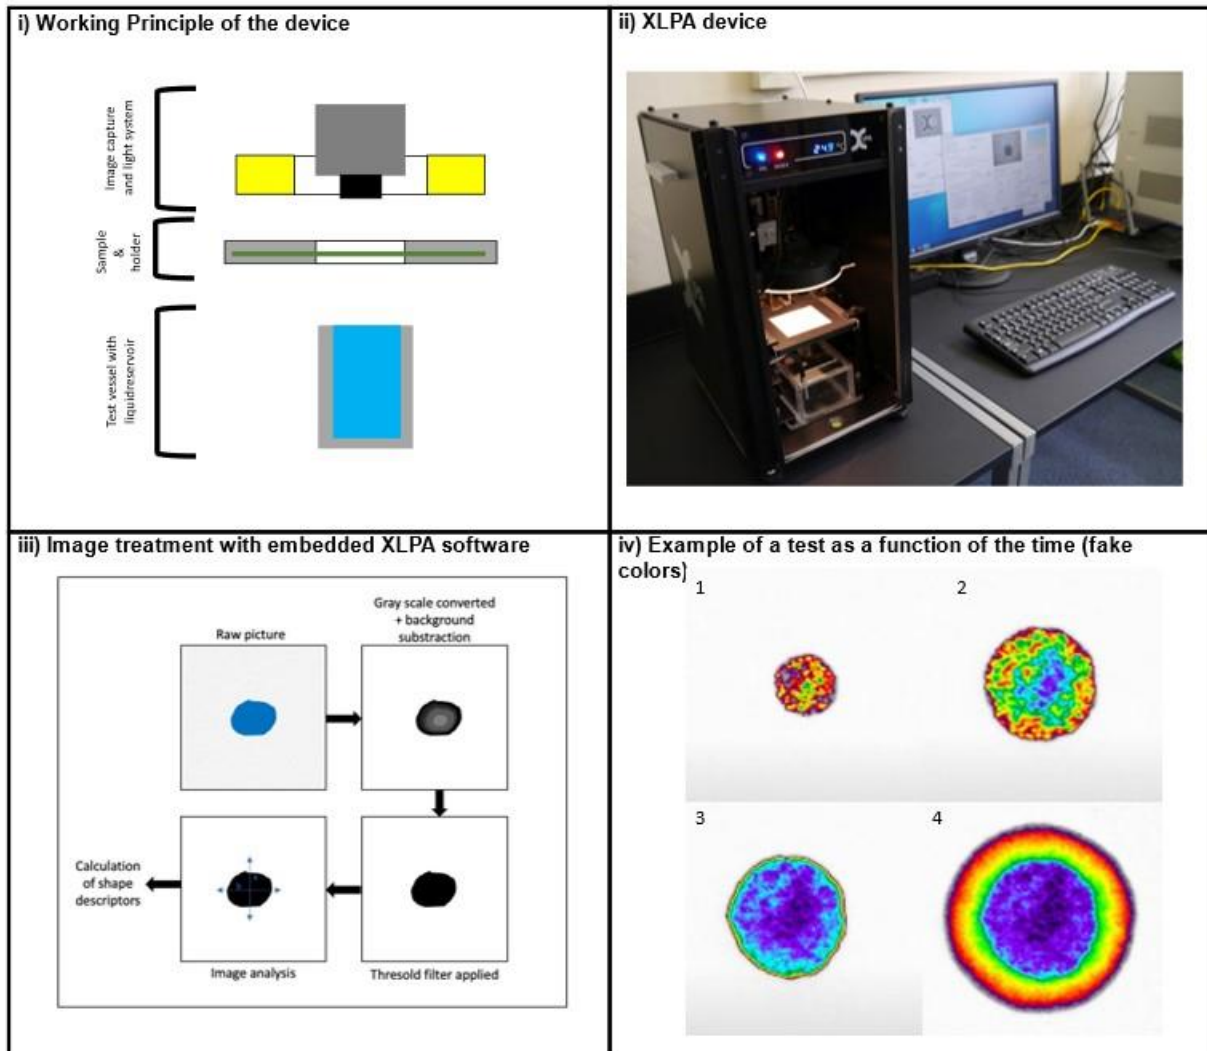 i) Working Principle of the device
Image capture
and light system
Sample
&
holder
Test vessel with
liquidreservoir
ii) XLPA device
iii) Image treatment with embedded XLPA software
Raw picture
Gray scale converted
+ background
substraction
Calculation
of shape
descriptors
Image analysis
Thresold filter applied
iv) Example of a test as a function of the time (fake
colors)
1
2
3
4